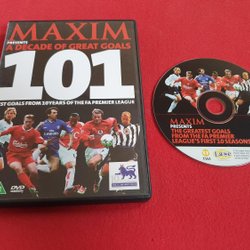 MAXIM
PRESENTS
A DECADE OF GREAT GOALS
101
GREATEST GOALS FROM 10 YEARS OF THE FA PREMIER LEAGUE
DVD
MAXIM
PRESENTS
THE GREATEST GOALS
FROM THE FA PREMIER
LEAGUE'S FIRST 10 SEASONS